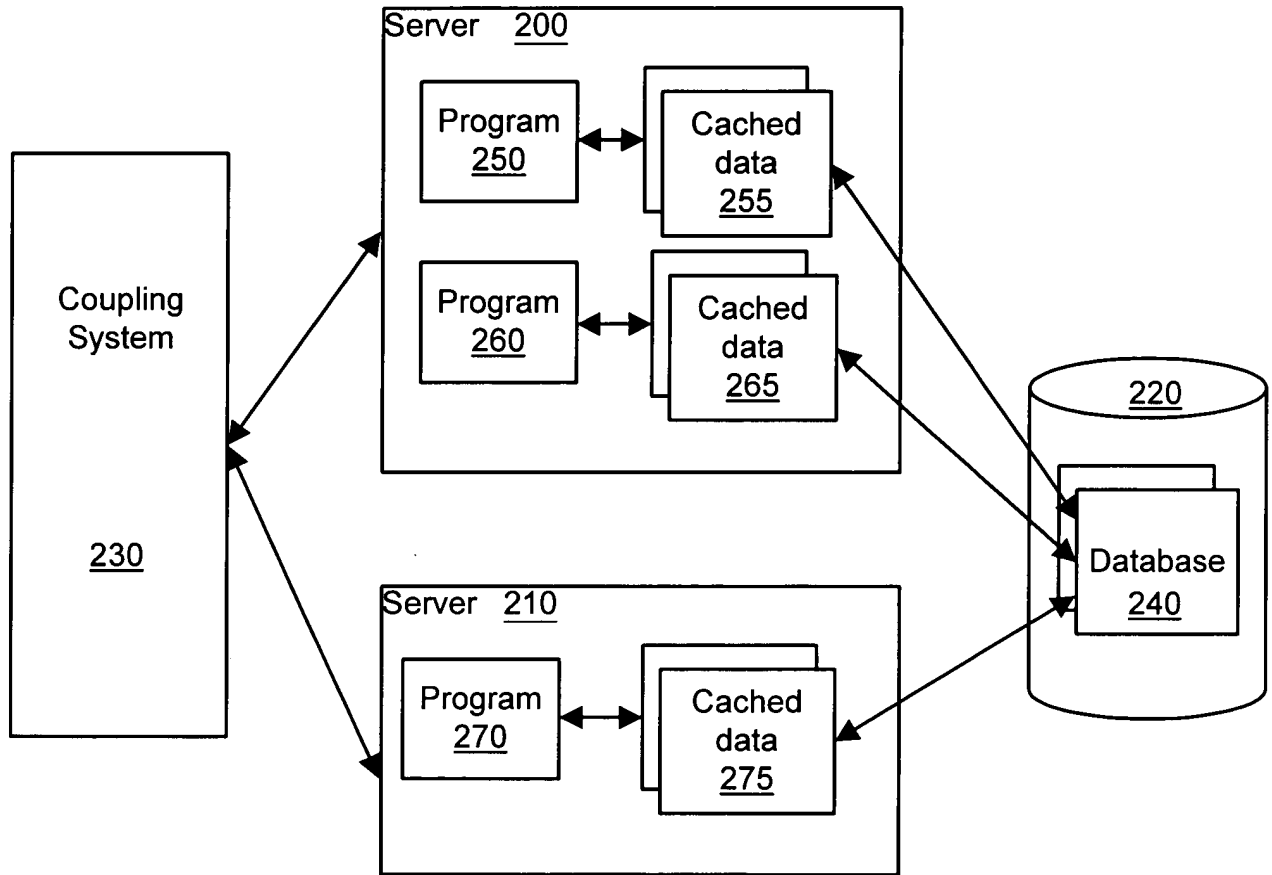 Server 200
Program
250
Cached
data
255
Program
260
Cached
data
265
Coupling
System
230
220
Database
240
Server 210
Program
270
Cached
data
275